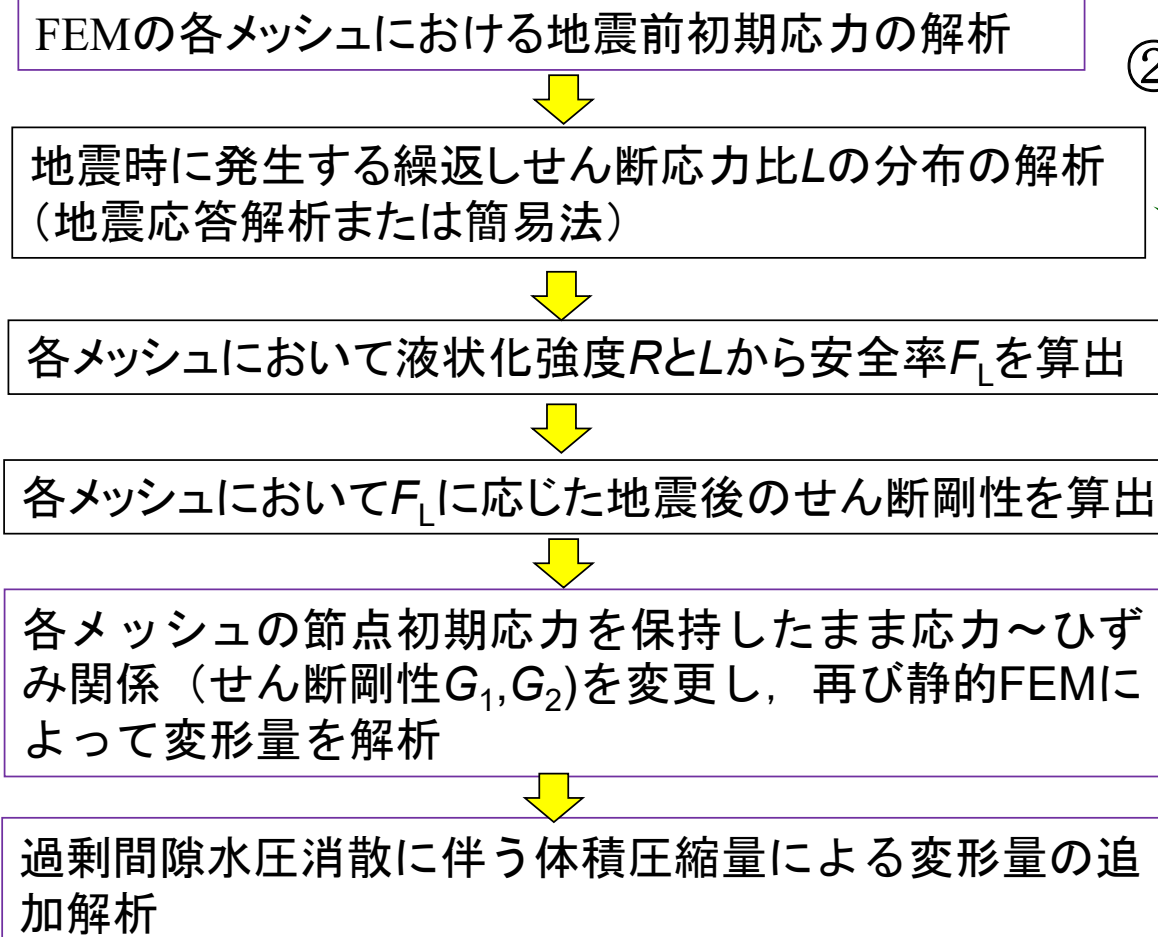 FEMの各メッシュにおける地震前初期応力の解析
②
地震時に発生する繰返しせん断応力比Lの分布の解析
（地震応答解析または簡易法）
各メッシュにおいて液状化強度RとLから安全率FLを算出
各メッシュにおいてFLに応じた地震後のせん断剛性を算出
各メッシュの節点初期応力を保持したまま応力～ひず
み関係（せん断剛性G1,G2)を変更し，再び静的FEMに
よって変形量を解析
過剰間隙水圧消散に伴う体積圧縮量による変形量の追
加解析